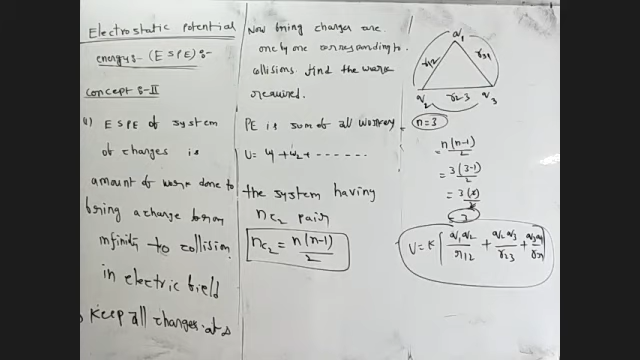 Electrostatic Potential
energy:- (ESPE):-
Concept :- II
ESPE of system
of charges is
amount of work done to
bring a charge from
infinity to collision
in electric field
Keep all charges at ∞
Now bring charges are
one by one corresponding to
collisions. find the work
required.
PE is sum of all
U = u1 + u2 + .......
the system having
nc2 pair
nc2 = n(n-1)/2
q1
r12 r31
q2 r2-3 q3
n=3
= n(n-1)/2
= 3(3-1)/2
= 3(2)/2
= 3
U = K [ q1q2/r12 + q2q3/r23 + q3q1/r31